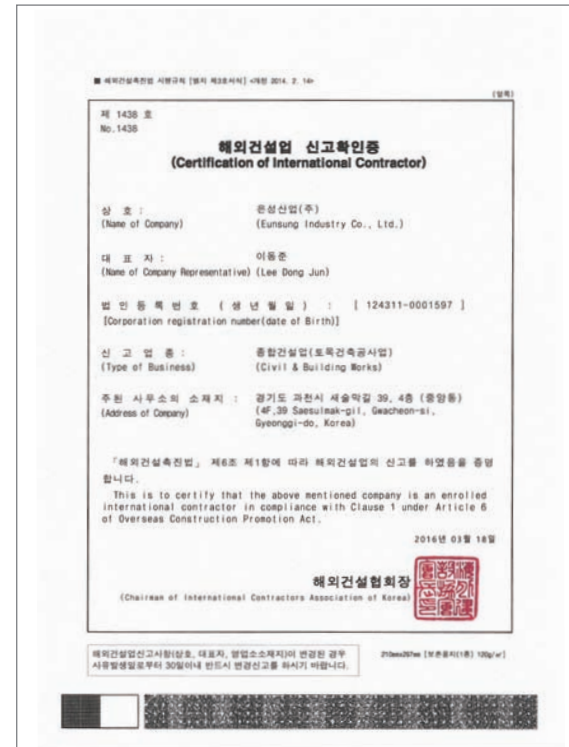 ■ 해외건설촉진법 시행규칙 [별지 제3호서식] <개정 2014. 2. 14>
(앞쪽)
제 1438 호
No.1438
해외건설업 신고확인증
(Certification of International Contractor)
상 호 : 은성산업(주)
(Name of Company) (Eunsung Industry Co., Ltd.)
대 표 자 : 이동준
(Name of Company Representative) (Lee Dong Jun)
법 인 등 록 번 호 ( 생 년 월 일 ) : [ 124311-0001597 ]
[Corporation registration number(date of Birth)]
신 고 업 종 : 종합건설업(토목건축공사업)
(Type of Business) (Civil & Building Works)
주된 사무소의 소재지 : 경기도 과천시 새술막길 39, 4층 (중앙동)
(Address of Company) (4F,39 Saesulmak-gil, Gwacheon-si,
Gyeonggi-do, Korea)
「해외건설촉진법」 제6조 제1항에 따라 해외건설업의 신고를 하였음을 증명
합니다.
This is to certify that the above mentioned company is an enrolled
international contractor in compliance with Clause 1 under Article 6
of Overseas Construction Promotion Act.
2016년 03월 18일
해외건설협회장
(Chairman of International Contractors Association of Korea)
해외건설업신고사항(상호, 대표자, 영업소소재지)이 변경된 경우
사유발생일로부터 30일이내 반드시 변경신고를 하시기 바랍니다.
210mm×297mm [보존용지(1종) 120g/㎡]